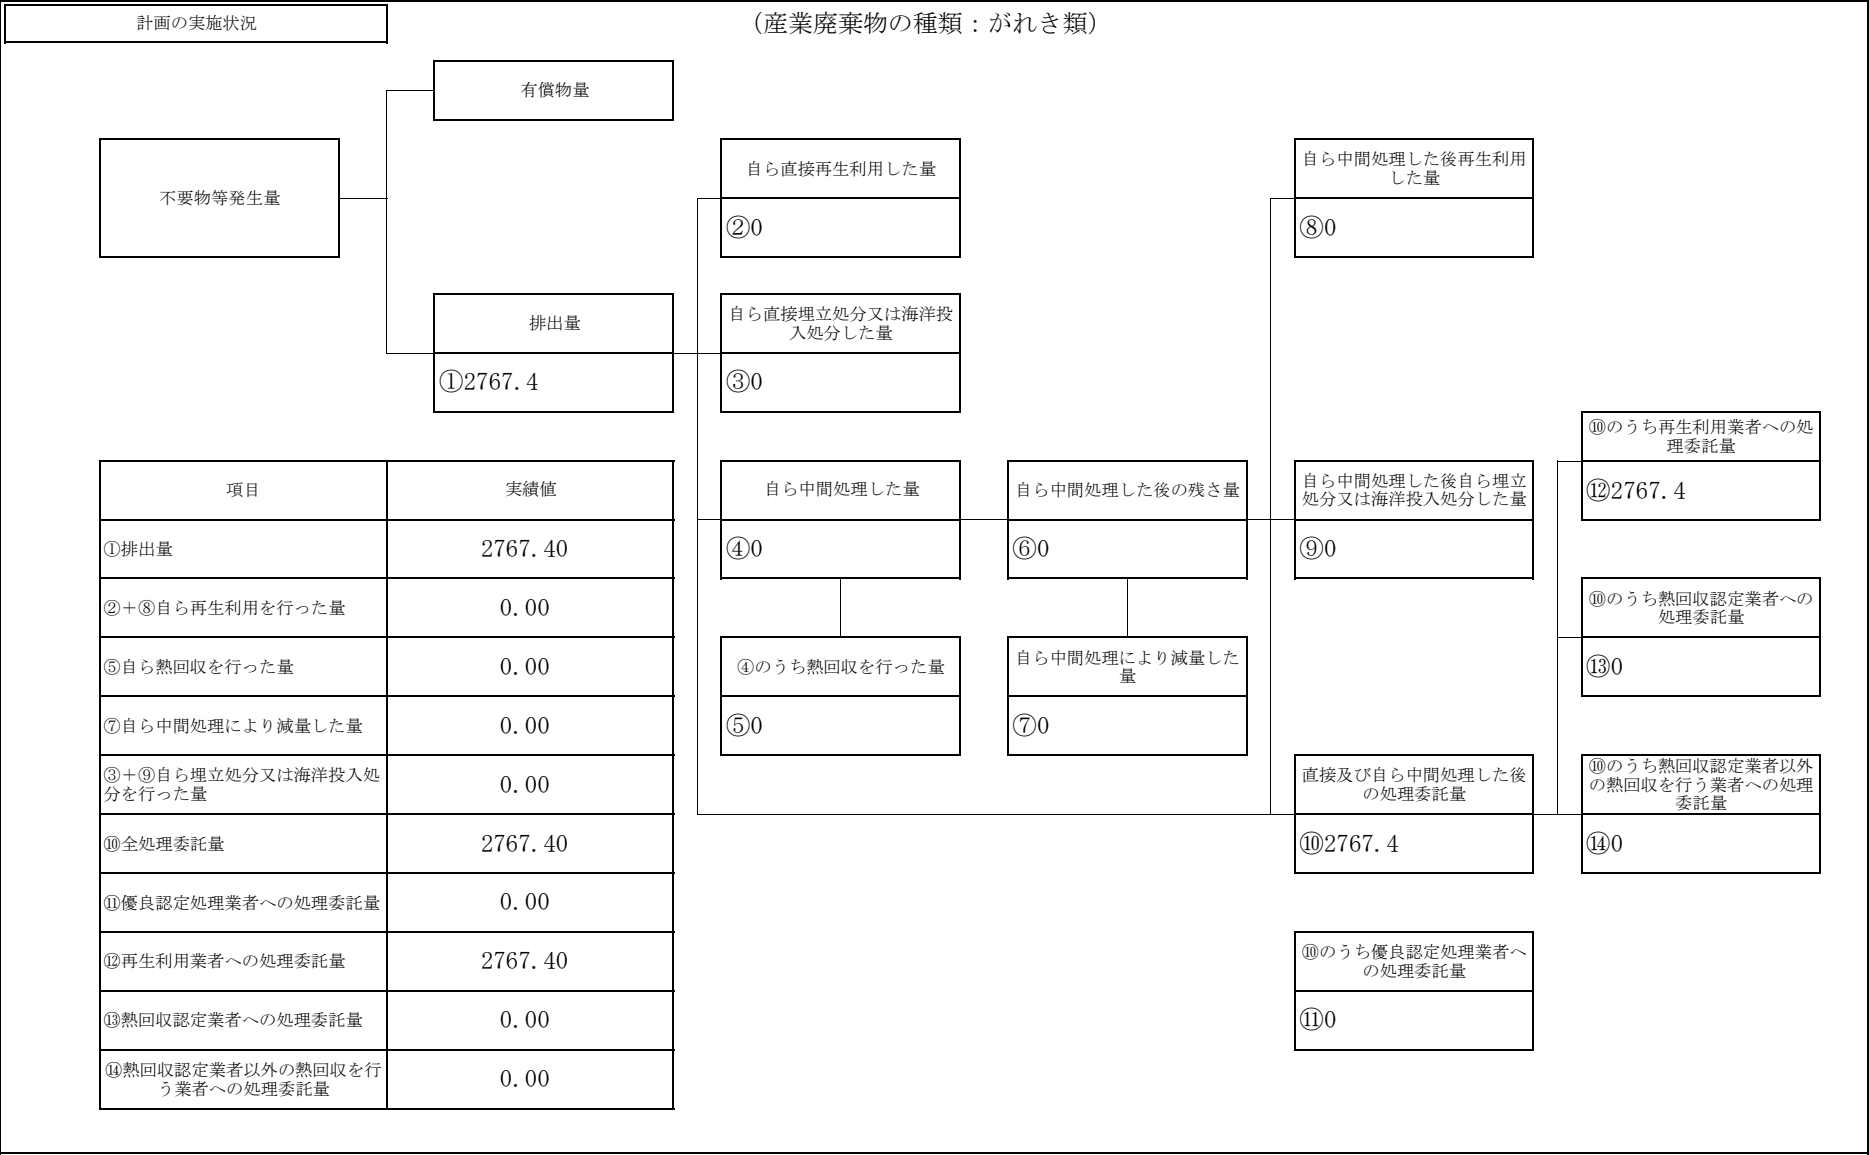 計画の実施状況
（産業廃棄物の種類：がれき類）
有償物量
不要物等発生量
自ら直接再生利用した量
②0
自ら中間処理した後再生利用
した量
⑧0
排出量
①2767.4
自ら直接埋立処分又は海洋投
入処分した量
③0
⑩のうち再生利用業者への処
理委託量
⑫2767.4
自ら中間処理した量
④0
自ら中間処理した後の残さ量
⑥0
自ら中間処理した後自ら埋立
処分又は海洋投入処分した量
⑨0
⑩のうち熱回収認定業者への
処理委託量
⑬0
④のうち熱回収を行った量
⑤0
自ら中間処理により減量した
量
⑦0
直接及び自ら中間処理した後
の処理委託量
⑩2767.4
⑩のうち熱回収認定業者以外
の熱回収を行う業者への処理
委託量
⑭0
⑩のうち優良認定処理業者へ
の処理委託量
⑪0
項目 実績値
①排出量 2767.40
②＋⑧自ら再生利用を行った量 0.00
⑤自ら熱回収を行った量 0.00
⑦自ら中間処理により減量した量 0.00
③＋⑨自ら埋立処分又は海洋投入処
分を行った量 0.00
⑩全処理委託量 2767.40
⑪優良認定処理業者への処理委託量 0.00
⑫再生利用業者への処理委託量 2767.40
⑬熱回収認定業者への処理委託量 0.00
⑭熱回収認定業者以外の熱回収を行
う業者への処理委託量 0.00